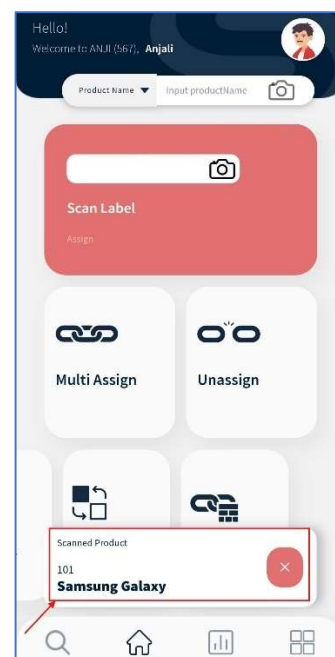 Hello!
Welcome to ANJI (567), Anjali
Product Name Input productName
Scan Label
Assign
Multi Assign Unassign
Scanned Product
101
Samsung Galaxy